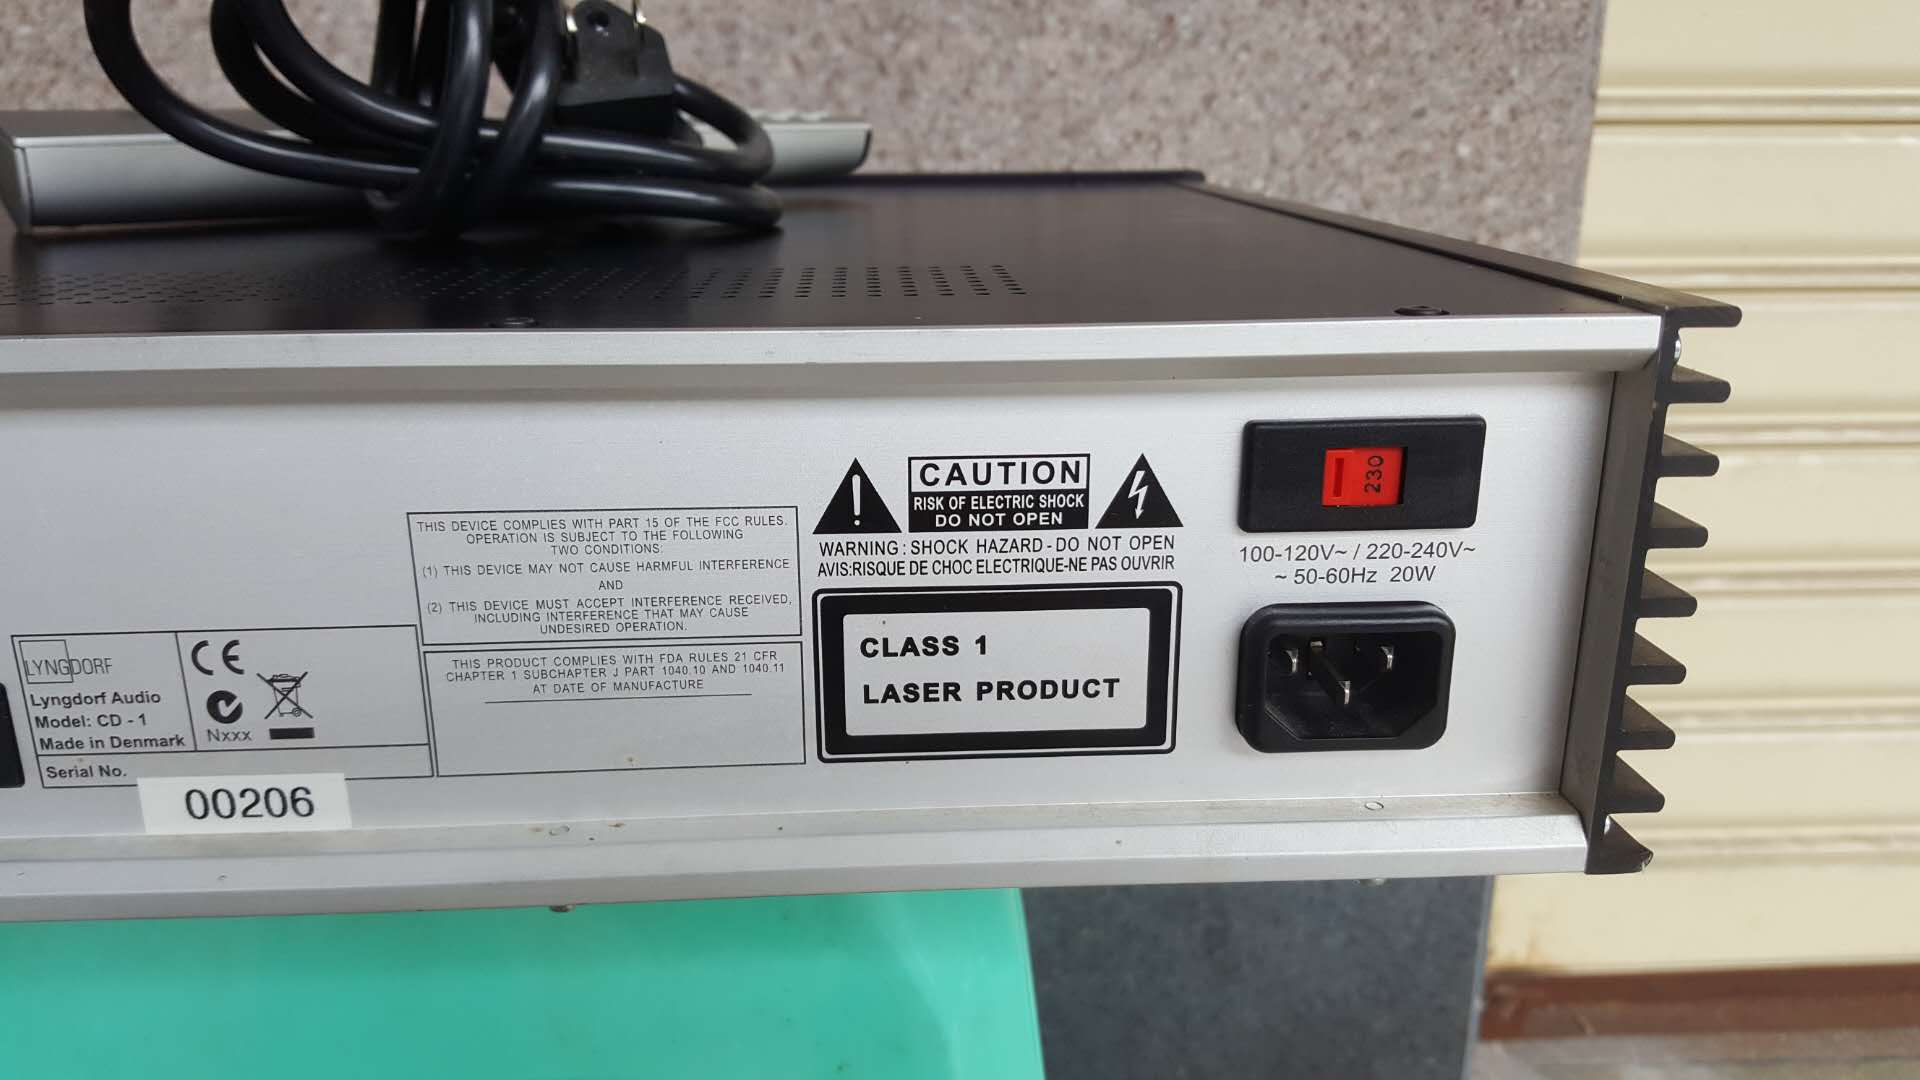 LYNGDORF
Lyngdorf Audio
Model: CD - 1
Made in Denmark
Serial No.
00206
CE
Nxxx
THIS DEVICE COMPLIES WITH PART 15 OF THE FCC RULES.
OPERATION IS SUBJECT TO THE FOLLOWING
TWO CONDITIONS:
(1) THIS DEVICE MAY NOT CAUSE HARMFUL INTERFERENCE
AND
(2) THIS DEVICE MUST ACCEPT INTERFERENCE RECEIVED,
INCLUDING INTERFERENCE THAT MAY CAUSE
UNDESIRED OPERATION.
THIS PRODUCT COMPLIES WITH FDA RULES 21 CFR
CHAPTER 1 SUBCHAPTER J PART 1040.10 AND 1040.11
AT DATE OF MANUFACTURE
CAUTION
RISK OF ELECTRIC SHOCK
DO NOT OPEN
WARNING : SHOCK HAZARD - DO NOT OPEN
AVIS:RISQUE DE CHOC ELECTRIQUE-NE PAS OUVRIR
CLASS 1
LASER PRODUCT
230
100-120V~ / 220-240V~
~ 50-60Hz 20W